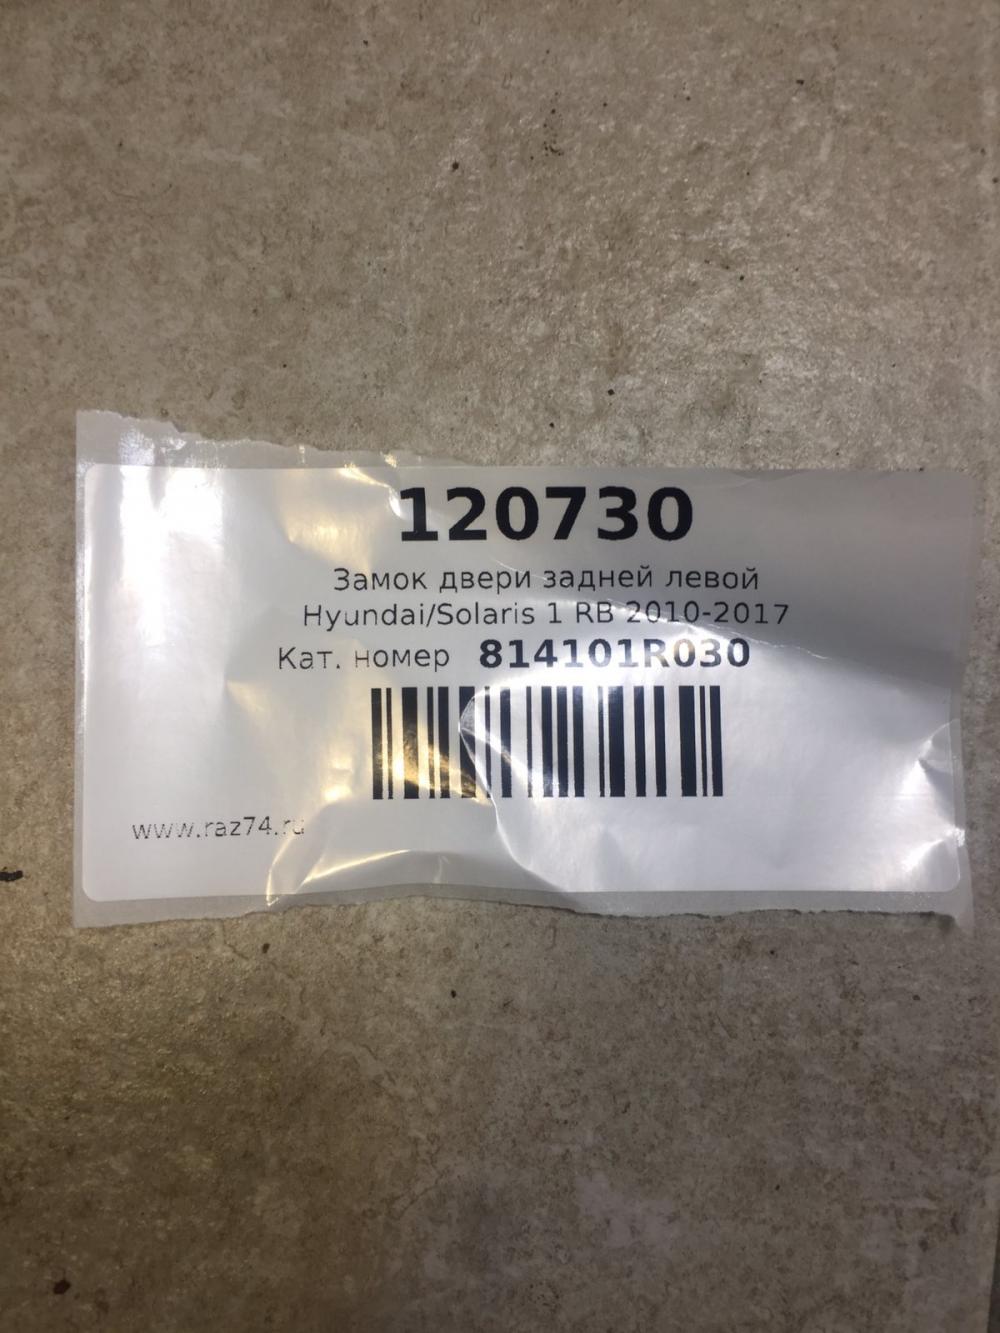 120730
Замок двери задней левой
Hyundai/Solaris 1 RB 2010-2017
Кат. номер 814101R030
www.raz74.ru